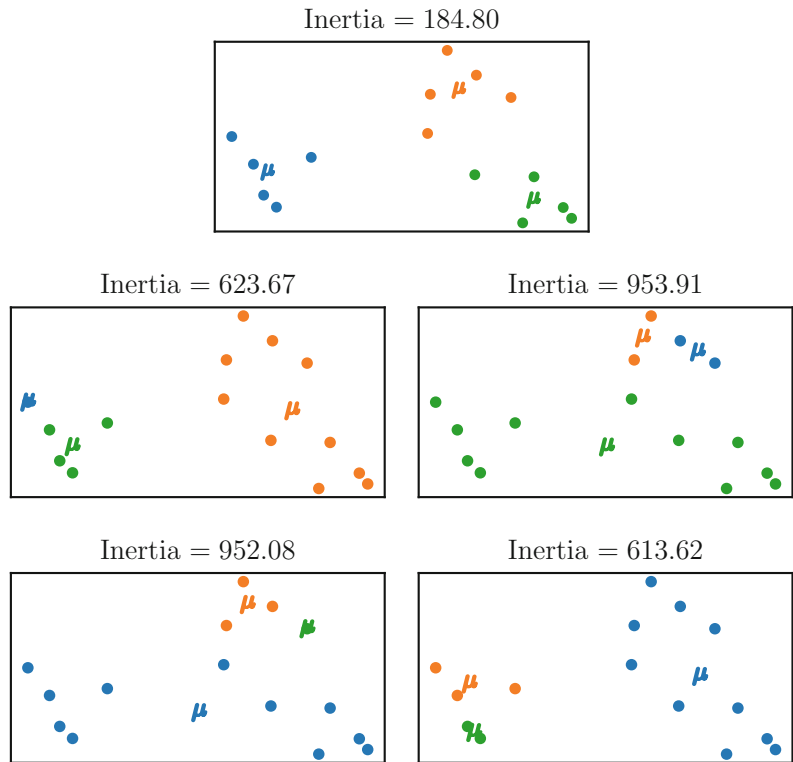 Inertia = 184.80
μ
μ
μ
Inertia = 623.67
μ
μ
μ
Inertia = 953.91
μ
μ
μ
Inertia = 952.08
μ
μ
μ
Inertia = 613.62
μ
μ
μ